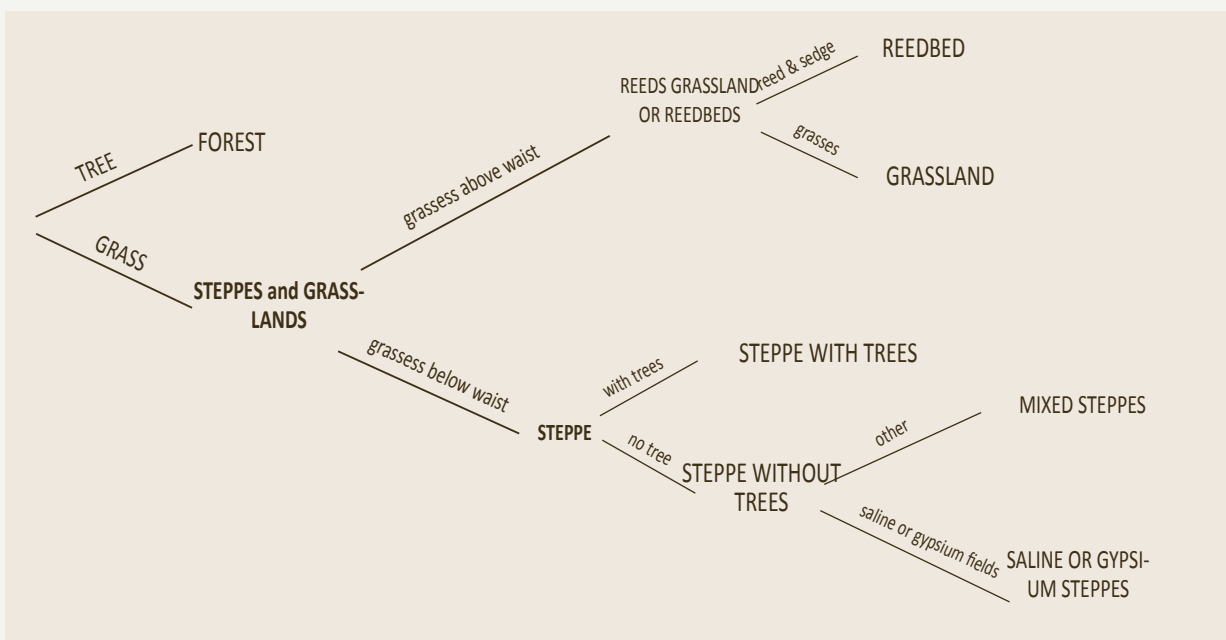 REEDBED
reed & sedge
REEDS GRASSLAND
OR REEDBEDS
grasses
GRASSLAND
TREE
FOREST
grassess above waist
GRASS
STEPPES and GRASS-
LANDS
grassess below waist
with trees
STEPPE WITH TREES
STEPPE
no tree
STEPPE WITHOUT
TREES
other
MIXED STEPPES
saline or gypsium fields
SALINE OR GYPSI-
UM STEPPES